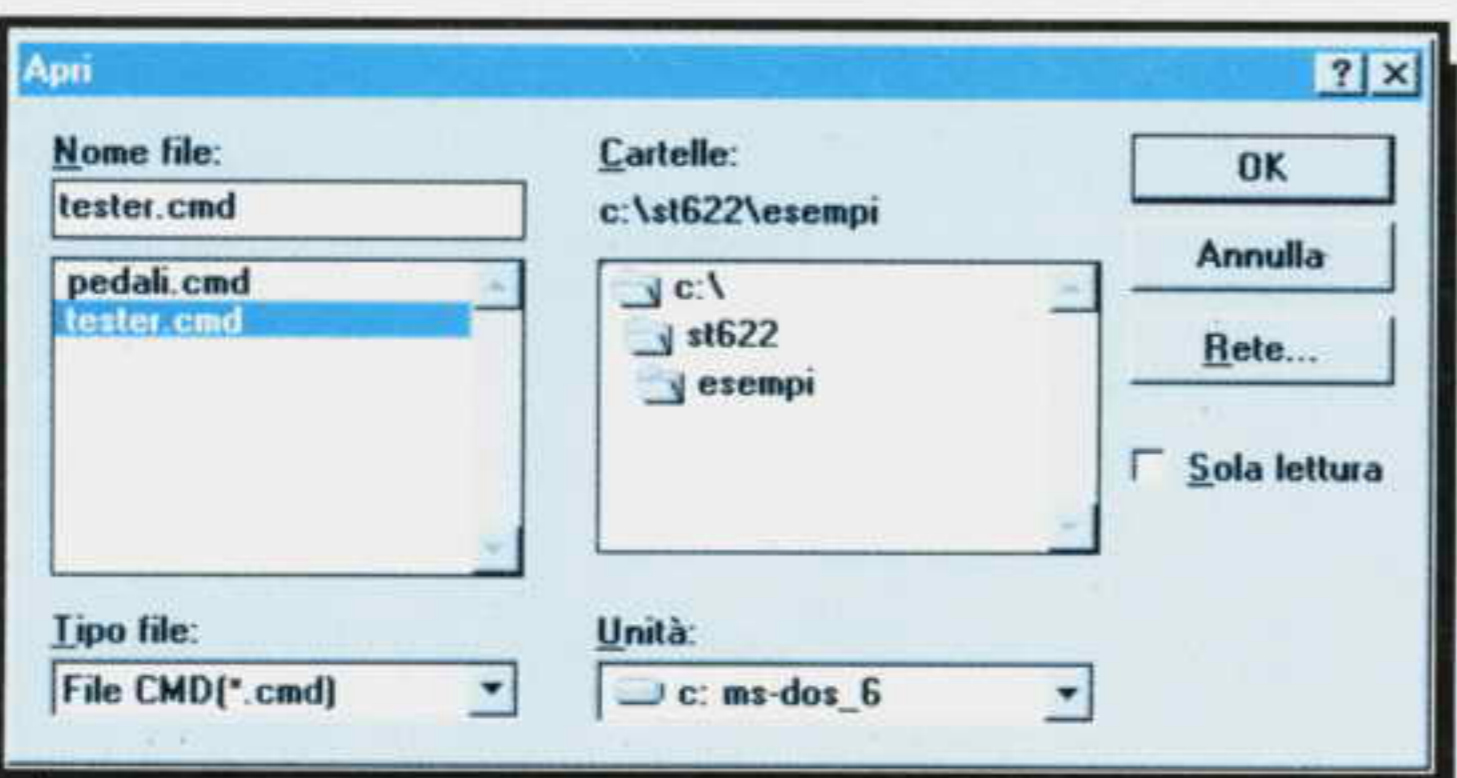 Apri
Nome file:
tester.cmd
pedali.cmd
tester.cmd
Tipo file:
File CMD(*.cmd)
Cartelle:
c:\st622\esempi
c:\
st622
esempi
Unità:
c: ms-dos_6
OK
Annulla
Rete...
Sola lettura